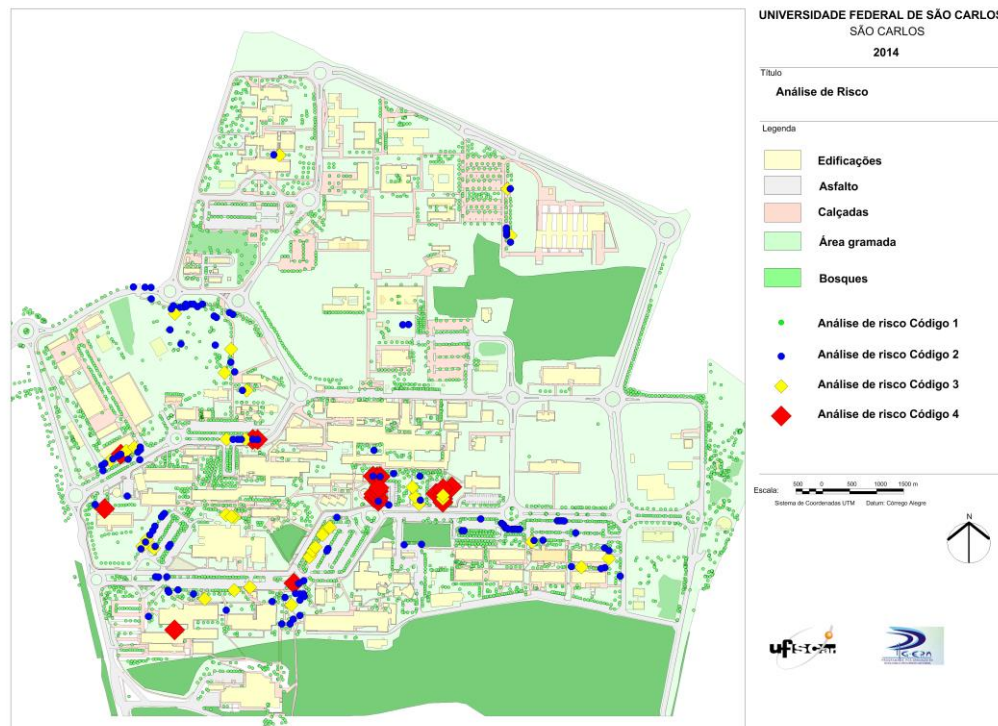 UNIVERSIDADE FEDERAL DE SÃO CARLOS
SÃO CARLOS
2014
Título
Análise de Risco
Legenda
Edificações
Asfalto
Calçadas
Área gramada
Bosques
Análise de risco Código 1
Análise de risco Código 2
Análise de risco Código 3
Análise de risco Código 4
Escala: 500 0 500 1000 1500 m
Sistema de Coordenadas UTM Datum: Córrego Alegre
N